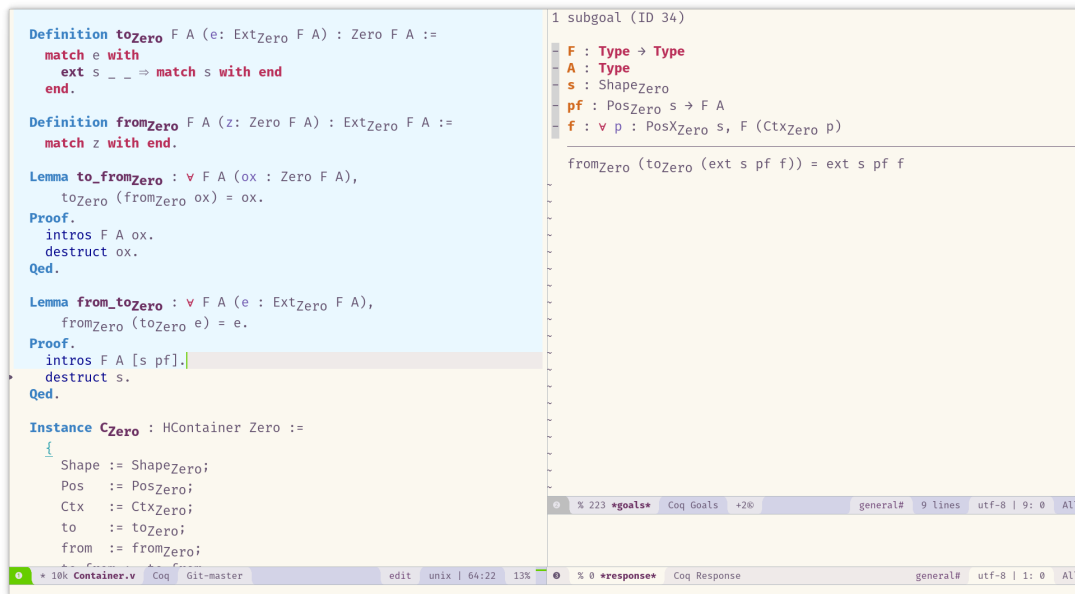 Definition toZero F A (e: ExtZero F A) : Zero F A :=
match e with
ext s _ _ ⇒ match s with end
end.
Definition fromZero F A (z: Zero F A) : ExtZero F A :=
match z with end.
Lemma to_fromZero : ∀ F A (ox : Zero F A),
toZero (fromZero ox) = ox.
Proof.
intros F A ox.
destruct ox.
Qed.
Lemma from_toZero : ∀ F A (e : ExtZero F A),
fromZero (toZero e) = e.
Proof.
intros F A [s pf].
destruct s.
Qed.
Instance CZero : HContainer Zero :=
{
Shape := ShapeZero;
Pos := PosZero;
Ctx := CtxZero;
to := toZero;
from := fromZero;
❶ * 10k Container.v Coq Git-master edit unix | 64:22 13%
1 subgoal (ID 34)
- F : Type → Type
- A : Type
- s : ShapeZero
- pf : PosZero s → F A
- f : ∀ p : PosXZero s, F (CtxZero p)
fromZero (toZero (ext s pf f)) = ext s pf f
❷ % 223 *goals* Coq Goals +2© general# 9 lines utf-8 | 9: 0 Al
❸ % 0 *response* Coq Response general# utf-8 | 1: 0 Al